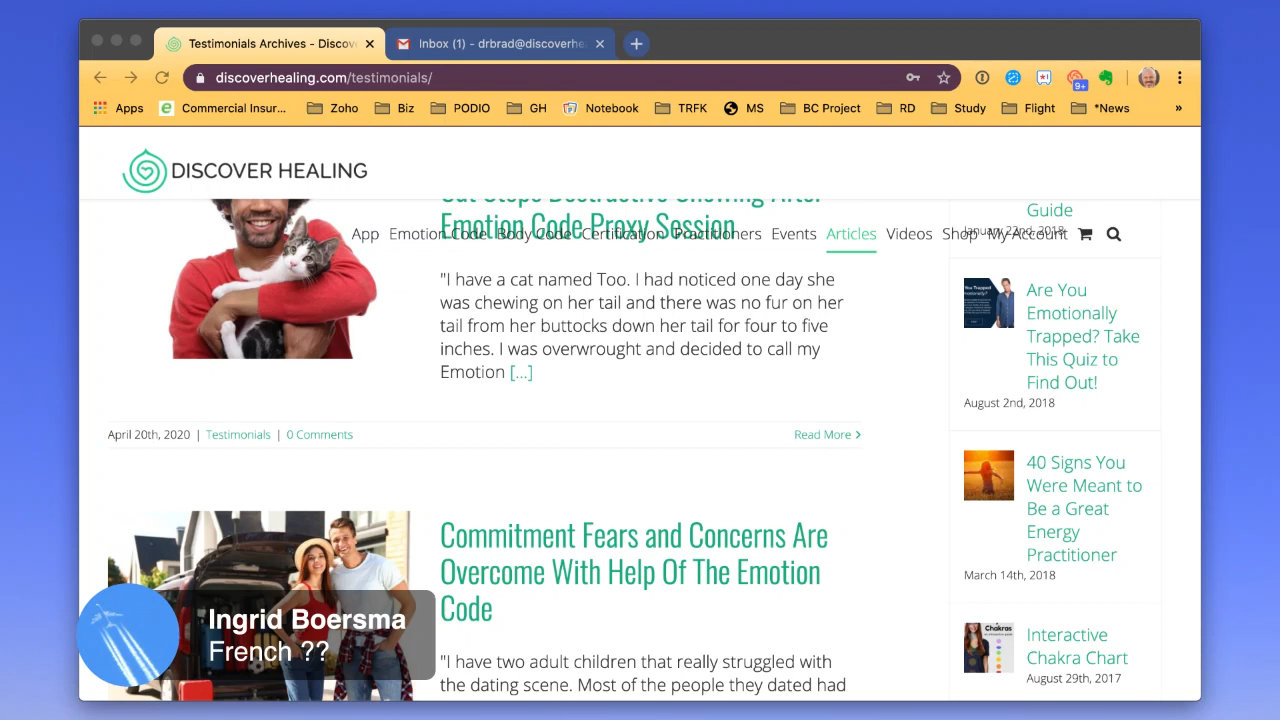 Testimonials Archives - Discov
Inbox (1) - drbrad@discoverhe
discoverhealing.com/testimonials/
9+
Apps
Commercial Insur...
Zoho
Biz
PODIO
GH
Notebook
TRFK
MS
BC Project
RD
Study
Flight
*News
»
DISCOVER HEALING
App Emotion Code Body Code Certification Practitioners Events Articles Videos Shop My Account
Cat Stops Destructive Chewing After
Emotion Code Proxy Session
"I have a cat named Too. I had noticed one day she
was chewing on her tail and there was no fur on her
tail from her buttocks down her tail for four to five
inches. I was overwrought and decided to call my
Emotion [...]
April 20th, 2020 | Testimonials | 0 Comments
Read More >
Commitment Fears and Concerns Are
Overcome With Help Of The Emotion
Code
"I have two adult children that really struggled with
the dating scene. Most of the people they dated had
Guide
January 22nd, 2018
Are You
Emotionally
Trapped? Take
This Quiz to
Find Out!
August 2nd, 2018
40 Signs You
Were Meant to
Be a Great
Energy
Practitioner
March 14th, 2018
Chakras
Interactive
Chakra Chart
August 29th, 2017
Ingrid Boersma
French ??